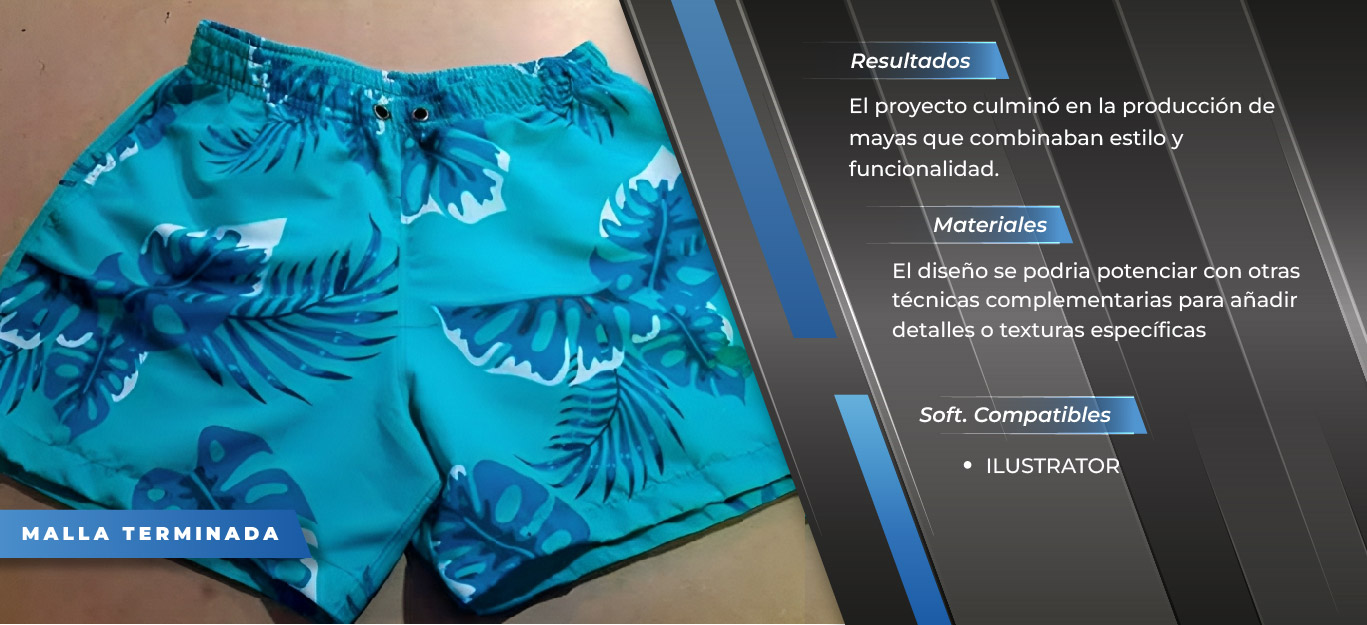 Resultados
El proyecto culminó en la producción de
mayas que combinaban estilo y
funcionalidad.
Materiales
El diseño se podria potenciar con otras
técnicas complementarias para añadir
detalles o texturas específicas
Soft. Compatibles
• ILUSTRATOR
MALLA TERMINADA